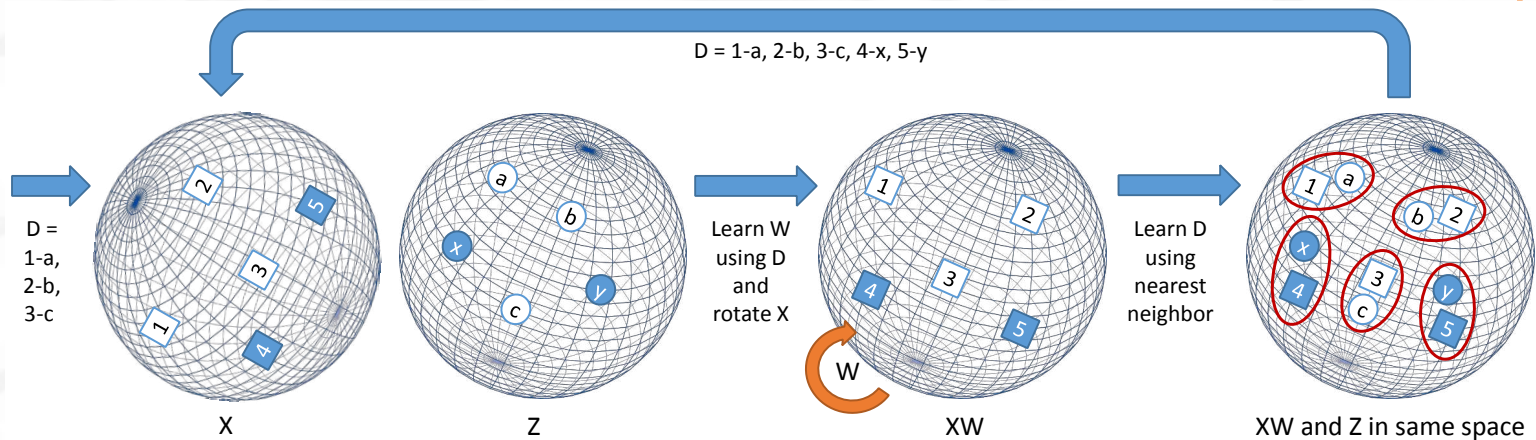 D = 1-a, 2-b, 3-c, 4-x, 5-y
D =
1-a,
2-b,
3-c
2
5
3
1
4
X
a
b
x
y
c
Z
Learn W
using D
and
rotate X
1
2
3
4
5
W
XW
Learn D
using
nearest
neighbor
1 a
b 2
x
4
3
c
y
5
XW and Z in same space